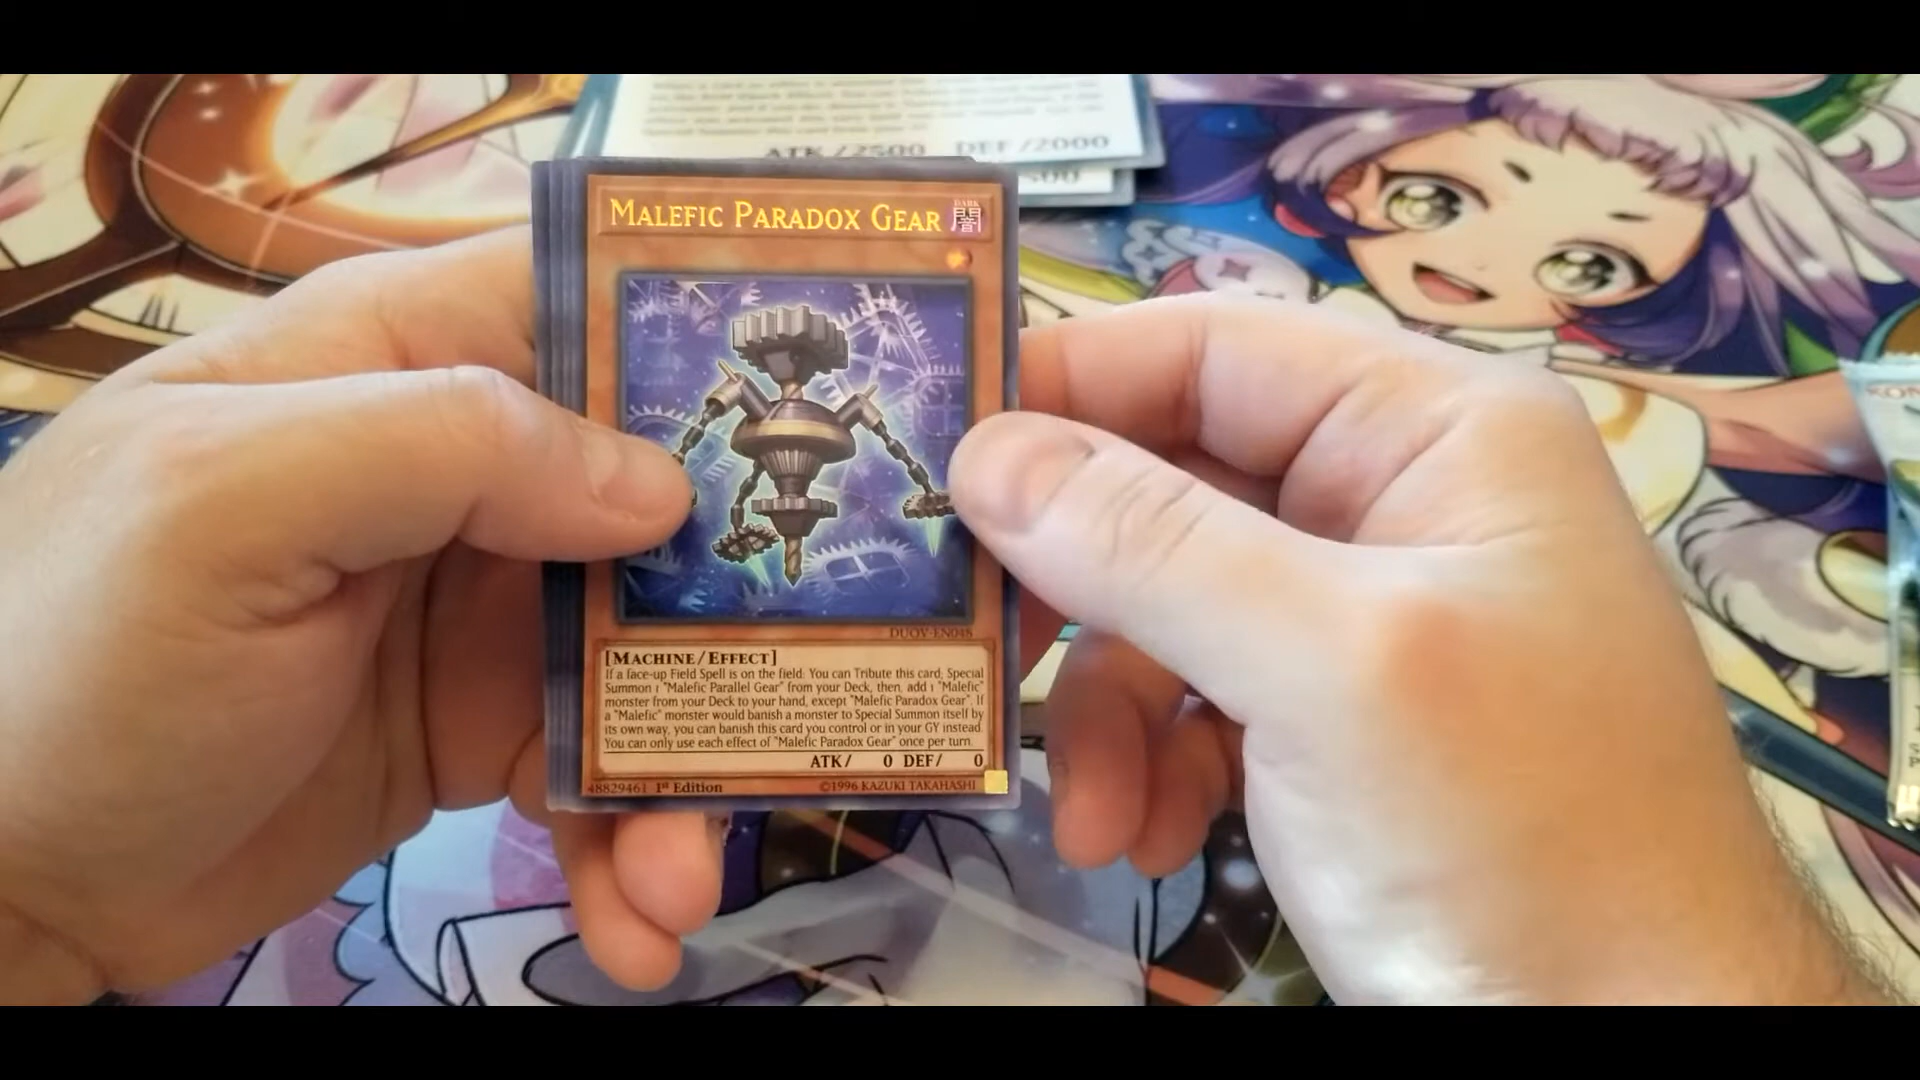 ATK/2500 DEF/2000
500
MALEFIC PARADOX GEAR
DARK
闇
DUOV-EN048
[MACHINE/EFFECT]
If a face-up Field Spell is on the field: You can Tribute this card; Special
Summon 1 "Malefic Parallel Gear" from your Deck, then, add 1 "Malefic"
monster from your Deck to your hand, except "Malefic Paradox Gear". If
a "Malefic" monster would banish a monster to Special Summon itself by
its own way, you can banish this card you control or in your GY instead.
You can only use each effect of "Malefic Paradox Gear" once per turn.
ATK/ 0 DEF/ 0
48829461 1st Edition ©1996 KAZUKI TAKAHASHI